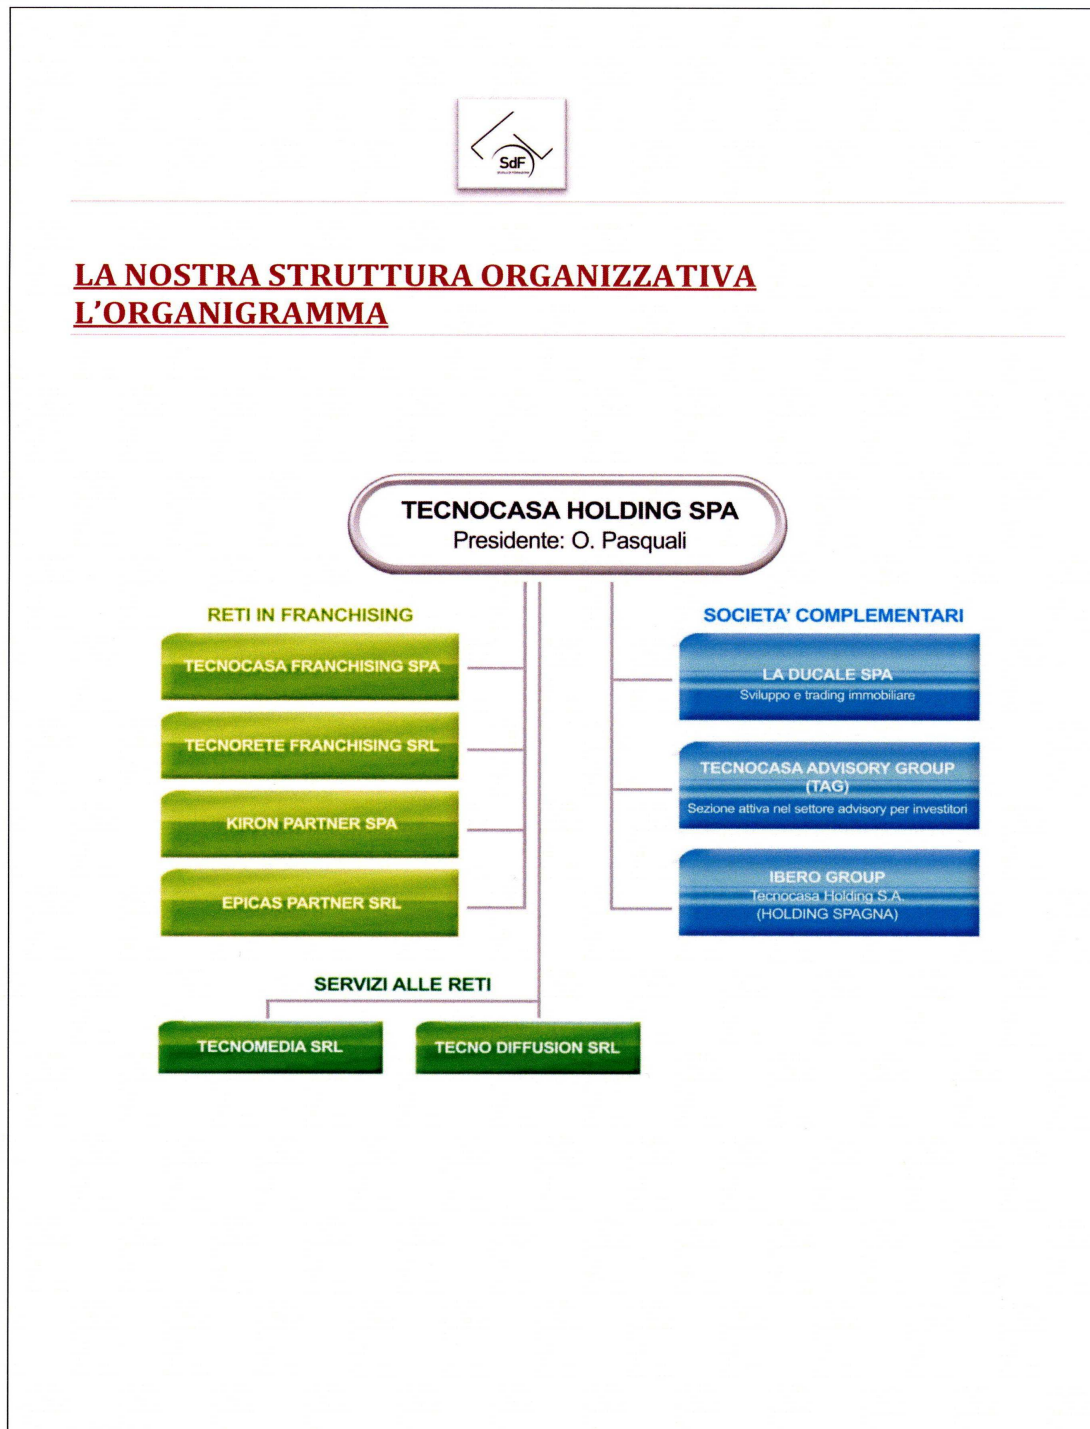 SdF
LA NOSTRA STRUTTURA ORGANIZZATIVA
L’ORGANIGRAMMA
TECNOCASA HOLDING SPA
Presidente: O. Pasquali
RETI IN FRANCHISING
TECNOCASA FRANCHISING SPA
TECNORETE FRANCHISING SRL
KIRON PARTNER SPA
EPICAS PARTNER SRL
SOCIETA’ COMPLEMENTARI
LA DUCALE SPA
Sviluppo e trading immobiliare
TECNOCASA ADVISORY GROUP
(TAG)
Sezione attiva nel settore advisory per investitori
IBERO GROUP
Tecnocasa Holding S.A.
(HOLDING SPAGNA)
SERVIZI ALLE RETI
TECNOMEDIA SRL
TECNO DIFFUSION SRL